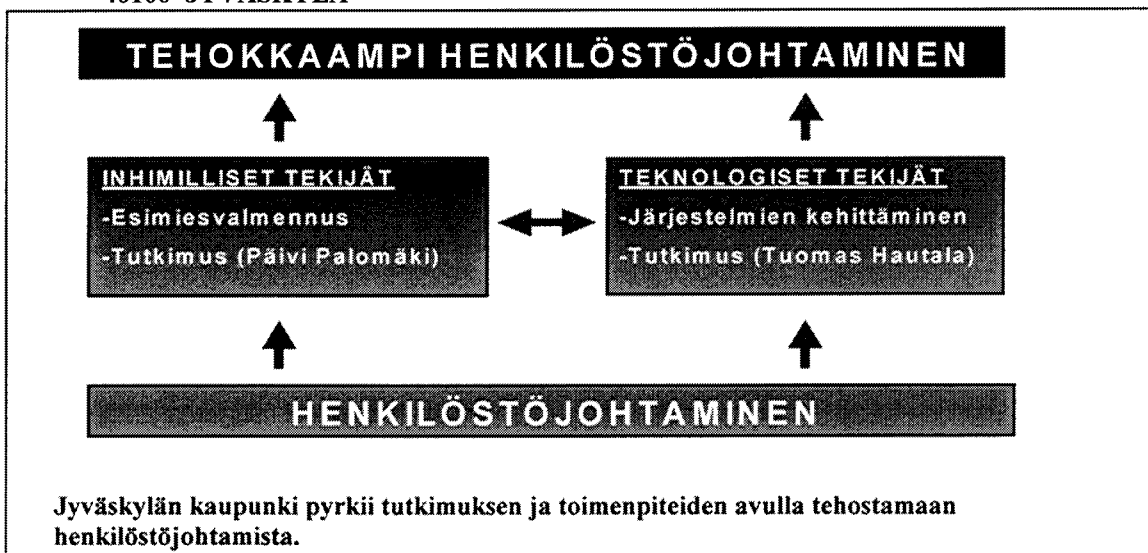 TEHOKKAAMPI HENKILÖSTÖJOHTAMINEN
INHIMILLISET TEKIJÄT
-Esimiesvalmennus
-Tutkimus (Päivi Palomäki)
TEKNOLOGISET TEKIJÄT
-Järjestelmien kehittäminen
-Tutkimus (Tuomas Hautala)
HENKILÖSTÖJOHTAMINEN
Jyväskylän kaupunki pyrkii tutkimuksen ja toimenpiteiden avulla tehostamaan
henkilöstöjohtamista.